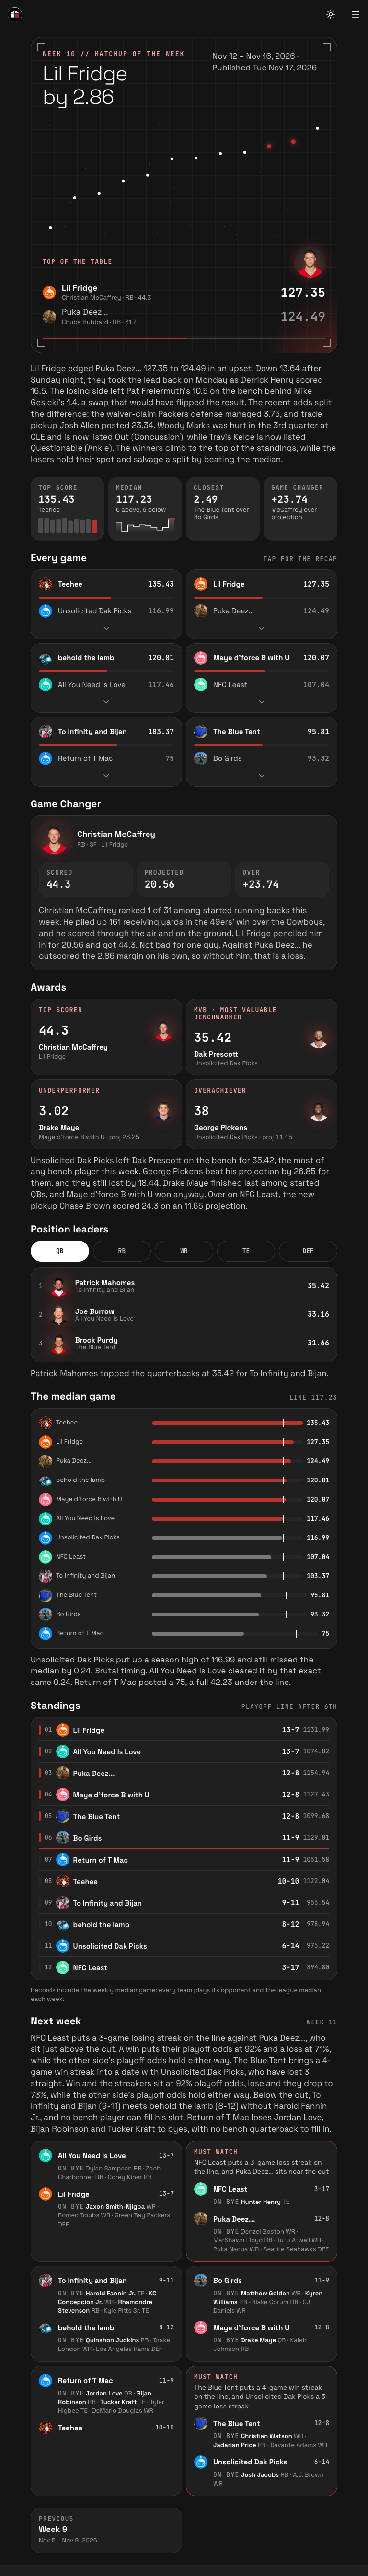 WEEK 10 // MATCHUP OF THE WEEK
Nov 12 – Nov 16, 2026 ·
Published Tue Nov 17, 2026
Lil Fridge
by 2.86
TOP OF THE TABLE
Lil Fridge
Christian McCaffrey · RB · 44.3
127.35
Puka Deez...
Chuba Hubbard · RB · 31.7
124.49
Lil Fridge edged Puka Deez... 127.35 to 124.49 in an upset. Down 13.64 after
Sunday night, they took the lead back on Monday as Derrick Henry scored
16.5. The losing side left Pat Freiermuth's 10.5 on the bench behind Mike
Gesicki's 1.4, a swap that would have flipped the result. The recent adds split
the difference: the waiver-claim Packers defense managed 3.75, and trade
pickup Josh Allen posted 23.34. Woody Marks was hurt in the 3rd quarter at
CLE and is now listed Out (Concussion), while Travis Kelce is now listed
Questionable (Ankle). The winners climb to the top of the standings, while the
losers hold their spot and salvage a split by beating the median.
TOP SCORE
135.43
Teehee
MEDIAN
117.23
6 above, 6 below
CLOSEST
2.49
The Blue Tent over
Bo Girds
GAME CHANGER
+23.74
McCaffrey over
projection
Every game
TAP FOR THE RECAP
Teehee 135.43
Unsolicited Dak Picks 116.99
Lil Fridge 127.35
Puka Deez... 124.49
behold the lamb 120.81
All You Need Is Love 117.46
Maye d'force B with U 120.07
NFC Least 107.04
To Infinity and Bijan 103.37
Return of T Mac 75
The Blue Tent 95.81
Bo Girds 93.32
Game Changer
Christian McCaffrey
RB · SF · Lil Fridge
SCORED
44.3
PROJECTED
20.56
OVER
+23.74
Christian McCaffrey ranked 1 of 31 among started running backs this
week. He piled up 161 receiving yards in the 49ers' win over the Cowboys,
and he scored through the air and on the ground. Lil Fridge penciled him
in for 20.56 and got 44.3. Not bad for one guy. Against Puka Deez... he
outscored the 2.86 margin on his own, so without him, that is a loss.
Awards
TOP SCORER
44.3
Christian McCaffrey
Lil Fridge
MVB - MOST VALUABLE
BENCHWARMER
35.42
Dak Prescott
Unsolicited Dak Picks
UNDERPERFORMER
3.02
Drake Maye
Maye d'force B with U · proj 23.25
OVERACHIEVER
38
George Pickens
Unsolicited Dak Picks · proj 11.15
Unsolicited Dak Picks left Dak Prescott on the bench for 35.42, the most of
any bench player this week. George Pickens beat his projection by 26.85 for
them, and they still lost by 18.44. Drake Maye finished last among started
QBs, and Maye d'force B with U won anyway. Over on NFC Least, the new
pickup Chase Brown scored 24.3 on an 11.65 projection.
Position leaders
QB
RB
WR
TE
DEF
1 Patrick Mahomes 35.42
To Infinity and Bijan
2 Joe Burrow 33.16
All You Need Is Love
3 Brock Purdy 31.66
The Blue Tent
Patrick Mahomes topped the quarterbacks at 35.42 for To Infinity and Bijan.
The median game
LINE 117.23
Teehee 135.43
Lil Fridge 127.35
Puka Deez... 124.49
behold the lamb 120.81
Maye d'force B with U 120.07
All You Need Is Love 117.46
Unsolicited Dak Picks 116.99
NFC Least 107.04
To Infinity and Bijan 103.37
The Blue Tent 95.81
Bo Girds 93.32
Return of T Mac 75
Unsolicited Dak Picks put up a season high of 116.99 and still missed the
median by 0.24. Brutal timing. All You Need Is Love cleared it by that exact
same 0.24. Return of T Mac posted a 75, a full 42.23 under the line.
Standings
PLAYOFF LINE AFTER 6TH
01 Lil Fridge 13-7 1131.99
02 All You Need Is Love 13-7 1074.02
03 Puka Deez... 12-8 1154.94
04 Maye d'force B with U 12-8 1127.43
05 The Blue Tent 12-8 1099.68
06 Bo Girds 11-9 1129.01
07 Return of T Mac 11-9 1051.58
08 Teehee 10-10 1122.04
09 To Infinity and Bijan 9-11 955.54
10 behold the lamb 8-12 978.94
11 Unsolicited Dak Picks 6-14 975.22
12 NFC Least 3-17 894.80
Records include the weekly median game: every team plays its opponent and the league median
each week.
Next week
WEEK 11
NFC Least puts a 3-game losing streak on the line against Puka Deez..., who
sit just above the cut. A win puts their playoff odds at 92% and a loss at 71%,
while the other side's playoff odds hold either way. The Blue Tent brings a 4-
game win streak into a date with Unsolicited Dak Picks, who have lost 3
straight. Win and the streakers sit at 92% playoff odds, lose and they drop to
73%, while the other side's playoff odds hold either way. Below the cut, To
Infinity and Bijan (9-11) meets behold the lamb (8-12) without Harold Fannin
Jr., and no bench player can fill his slot. Return of T Mac loses Jordan Love,
Bijan Robinson and Tucker Kraft to byes, with no bench quarterback to fill in.
All You Need Is Love 13-7
ON BYE Dylan Sampson RB · Zach
Charbonnet RB · Corey Kiner RB
Lil Fridge 13-7
ON BYE Jaxon Smith-Njigba WR ·
Romeo Doubs WR · Green Bay Packers
DEF
MUST WATCH
NFC Least puts a 3-game loss streak on
the line, and Puka Deez... sits near the cut
NFC Least 3-17
ON BYE Hunter Henry TE
Puka Deez... 12-8
ON BYE Denzel Boston WR ·
MarShawn Lloyd RB · Tutu Atwell WR ·
Puka Nacua WR · Seattle Seahawks DEF
To Infinity and Bijan 9-11
ON BYE Harold Fannin Jr. TE · KC
Concepcion Jr. WR · Rhamondre
Stevenson RB · Kyle Pitts Sr. TE
behold the lamb 8-12
ON BYE Quinshon Judkins RB · Drake
London WR · Los Angeles Rams DEF
Bo Girds 11-9
ON BYE Matthew Golden WR · Kyren
Williams RB · Blake Corum RB · CJ
Daniels WR
Maye d'force B with U 12-8
ON BYE Drake Maye QB · Kaleb
Johnson RB
Return of T Mac 11-9
ON BYE Jordan Love QB · Bijan
Robinson RB · Tucker Kraft TE · Tyler
Higbee TE · DeMario Douglas WR
Teehee 10-10
MUST WATCH
The Blue Tent puts a 4-game win streak on
the line, and Unsolicited Dak Picks a 3-
game loss streak
The Blue Tent 12-8
ON BYE Christian Watson WR ·
Jadarian Price RB · Davante Adams WR
Unsolicited Dak Picks 6-14
ON BYE Josh Jacobs RB · A.J. Brown
WR
PREVIOUS
Week 9
Nov 5 – Nov 9, 2026